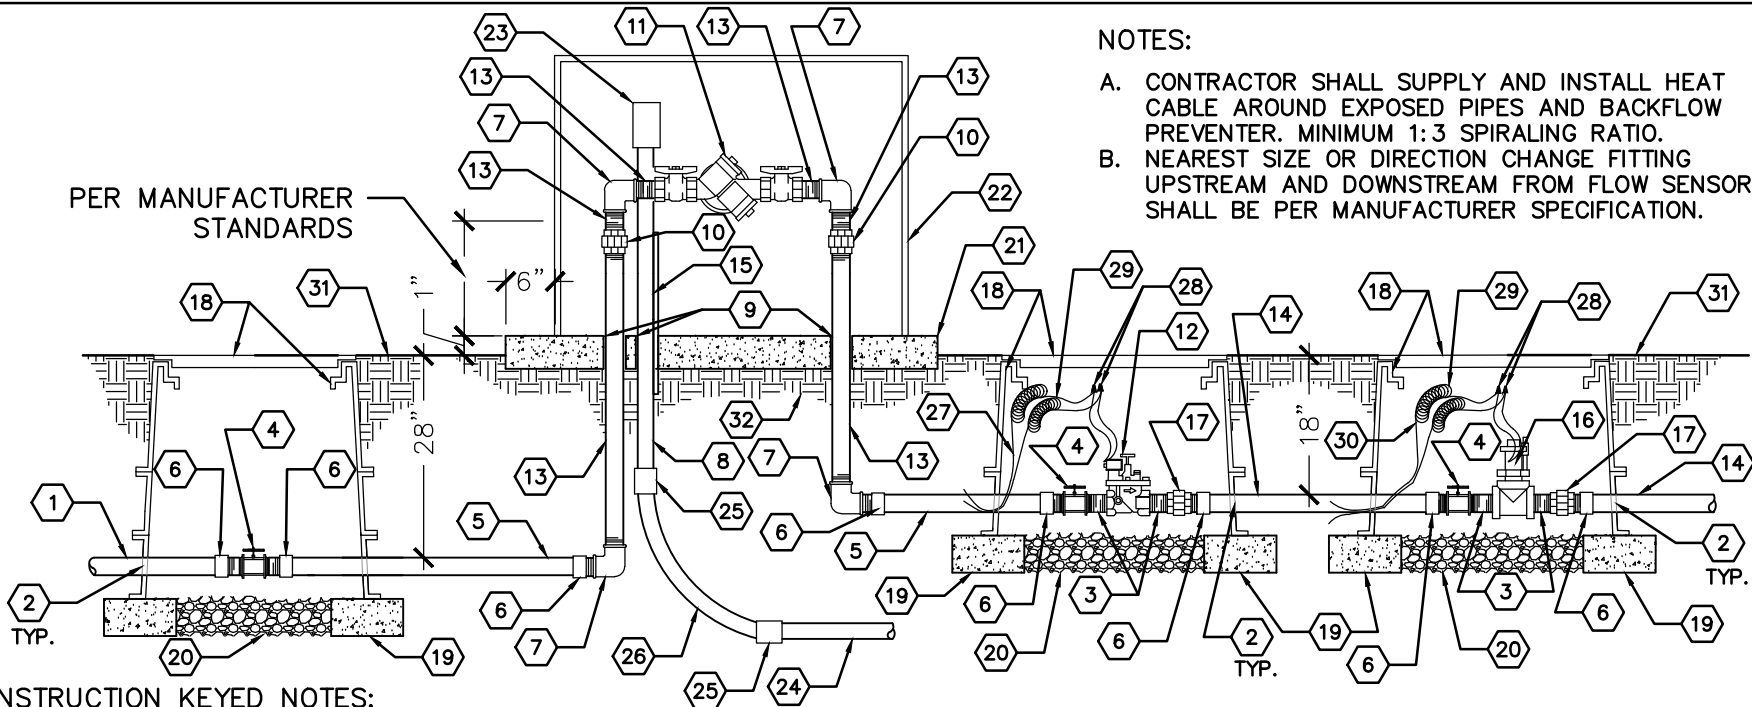 NOTES:
A. CONTRACTOR SHALL SUPPLY AND INSTALL HEAT
CABLE AROUND EXPOSED PIPES AND BACKFLOW
PREVENTER. MINIMUM 1:3 SPIRALING RATIO.
B. NEAREST SIZE OR DIRECTION CHANGE FITTING
UPSTREAM AND DOWNSTREAM FROM FLOW SENSOR
SHALL BE PER MANUFACTURER SPECIFICATION.
23 11 13 7
13 13
7 10
13
PER MANUFACTURER
STANDARDS
22
10
21
15 29 28
6"
18 31 1" 9 18 14 18 29 28 31
12
32 27 17 16
4 28" 4 18" 30 4 17
6 6 13 8 7 13 14
1 5 25 6
5
2 TYP.
6 19 6 3 2 TYP.
20 19 7 26 20 6 2 TYP. 19 6 20 3 6 19
25 24
NSTRUCTION KEYED NOTES: